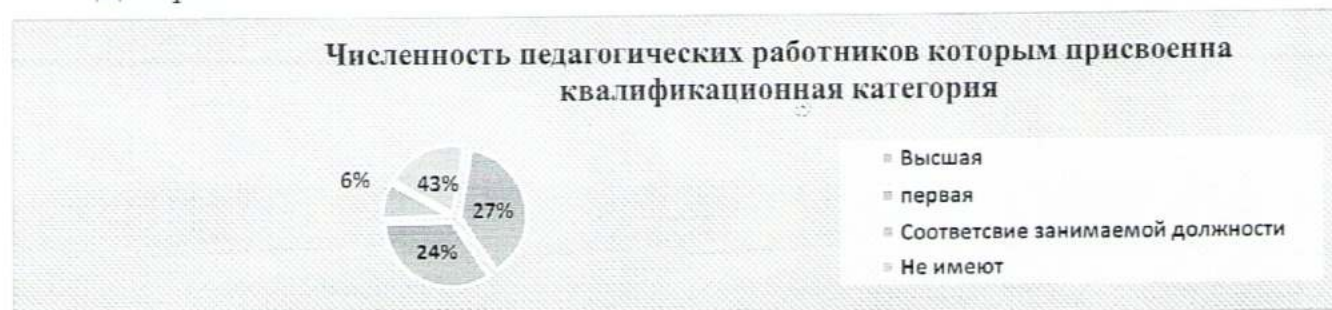 Численность педагогических работников которым присвоенна
квалификационная категория
6%
43%
27%
24%
Высшая
первая
Соответсвие занимаемой должности
Не имеют